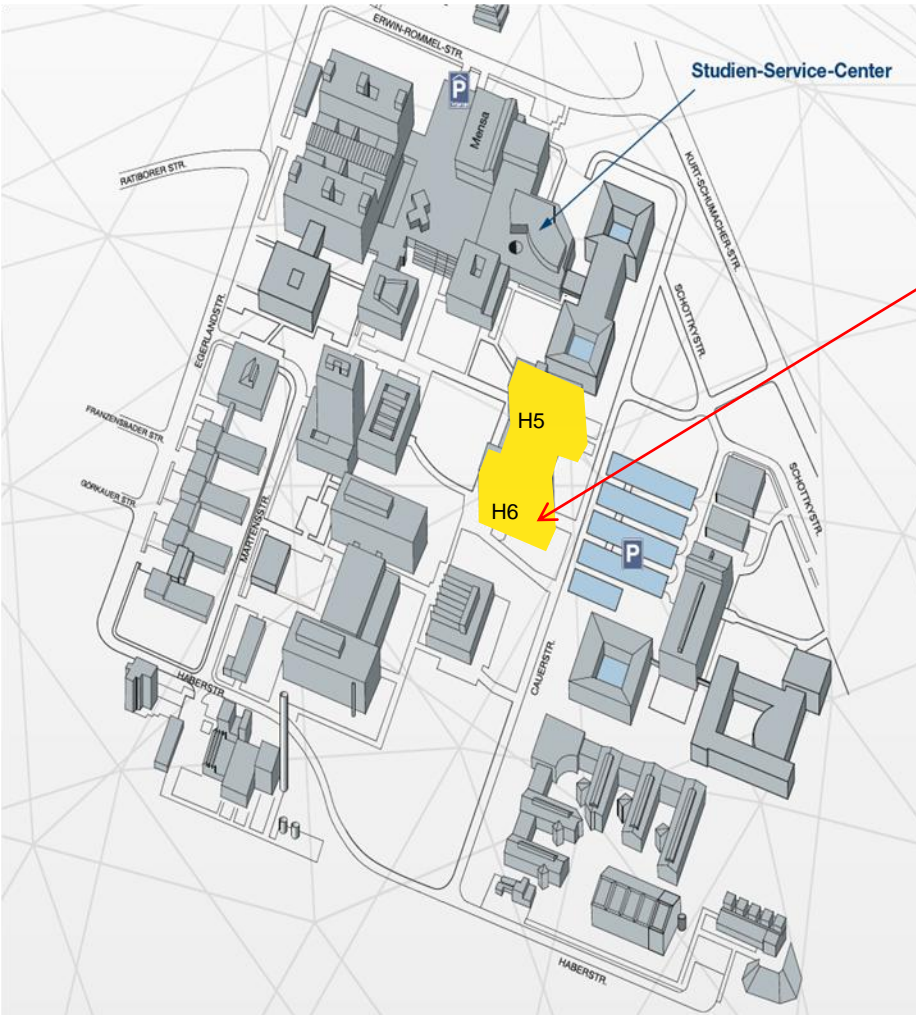 ERWIN-ROMMEL-STR.
Studien-Service-Center
P
Mensa
RATIBORER STR.
KURT-SCHUMACHER-STR.
EGERLANDSTR.
SCHOTTKYSTR.
FRANZENSBADER STR.
H5
GÖRKAUER STR.
MARTENSSTR.
H6
SCHOTTKYSTR.
P
CAUERSTR.
HABERSTR.
HABERSTR.